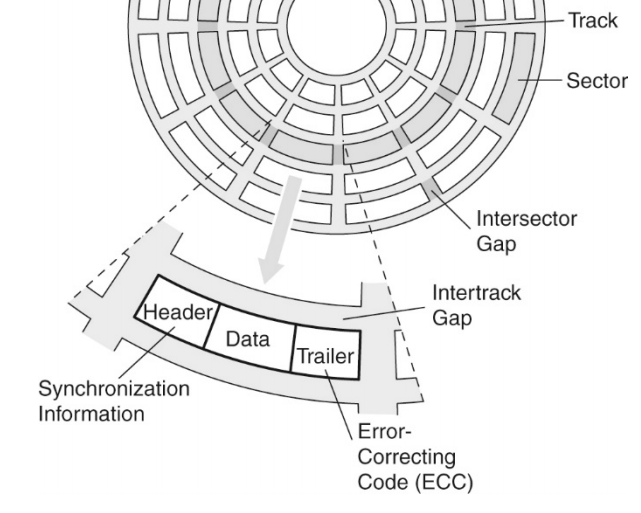 Track
Sector
Intersector
Gap
Intertrack
Gap
Header
Data
Trailer
Synchronization
Information
Error-
Correcting
Code (ECC)